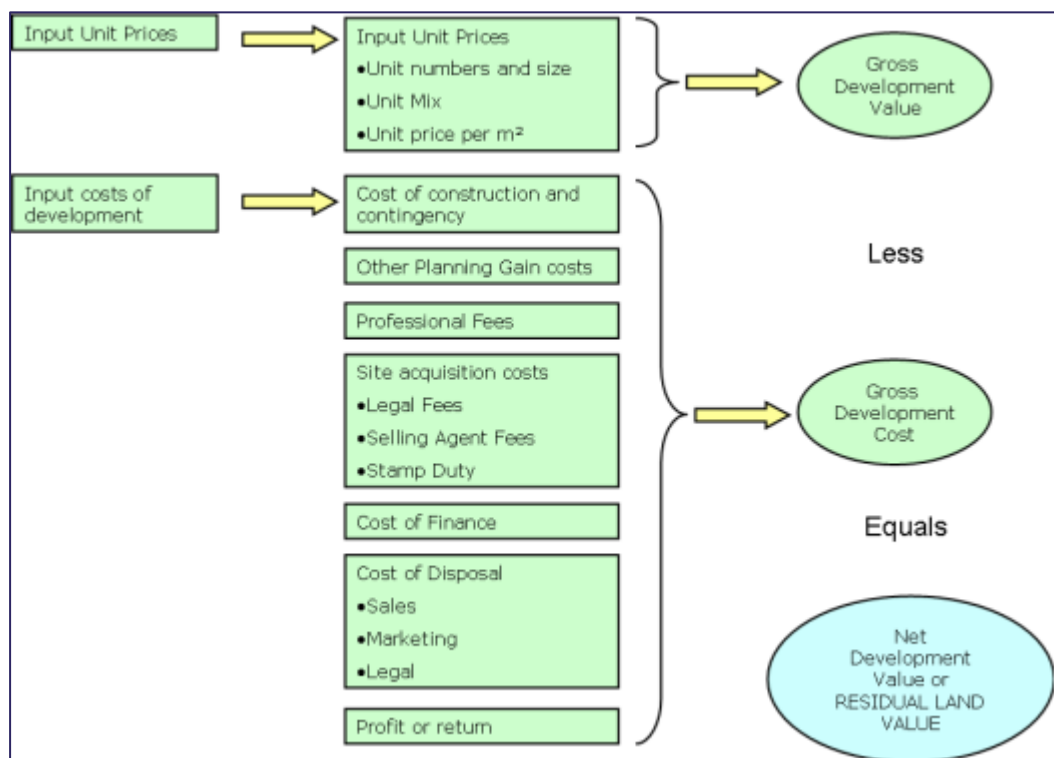 Input Unit Prices
Input Unit Prices
•Unit numbers and size
•Unit Mix
•Unit price per m²
Gross
Development
Value
Input costs of
development
Cost of construction and
contingency
Other Planning Gain costs
Professional Fees
Site acquisition costs
•Legal Fees
•Selling Agent Fees
•Stamp Duty
Cost of Finance
Cost of Disposal
•Sales
•Marketing
•Legal
Profit or return
Less
Gross
Development
Cost
Equals
Net
Development
Value or
RESIDUAL LAND
VALUE